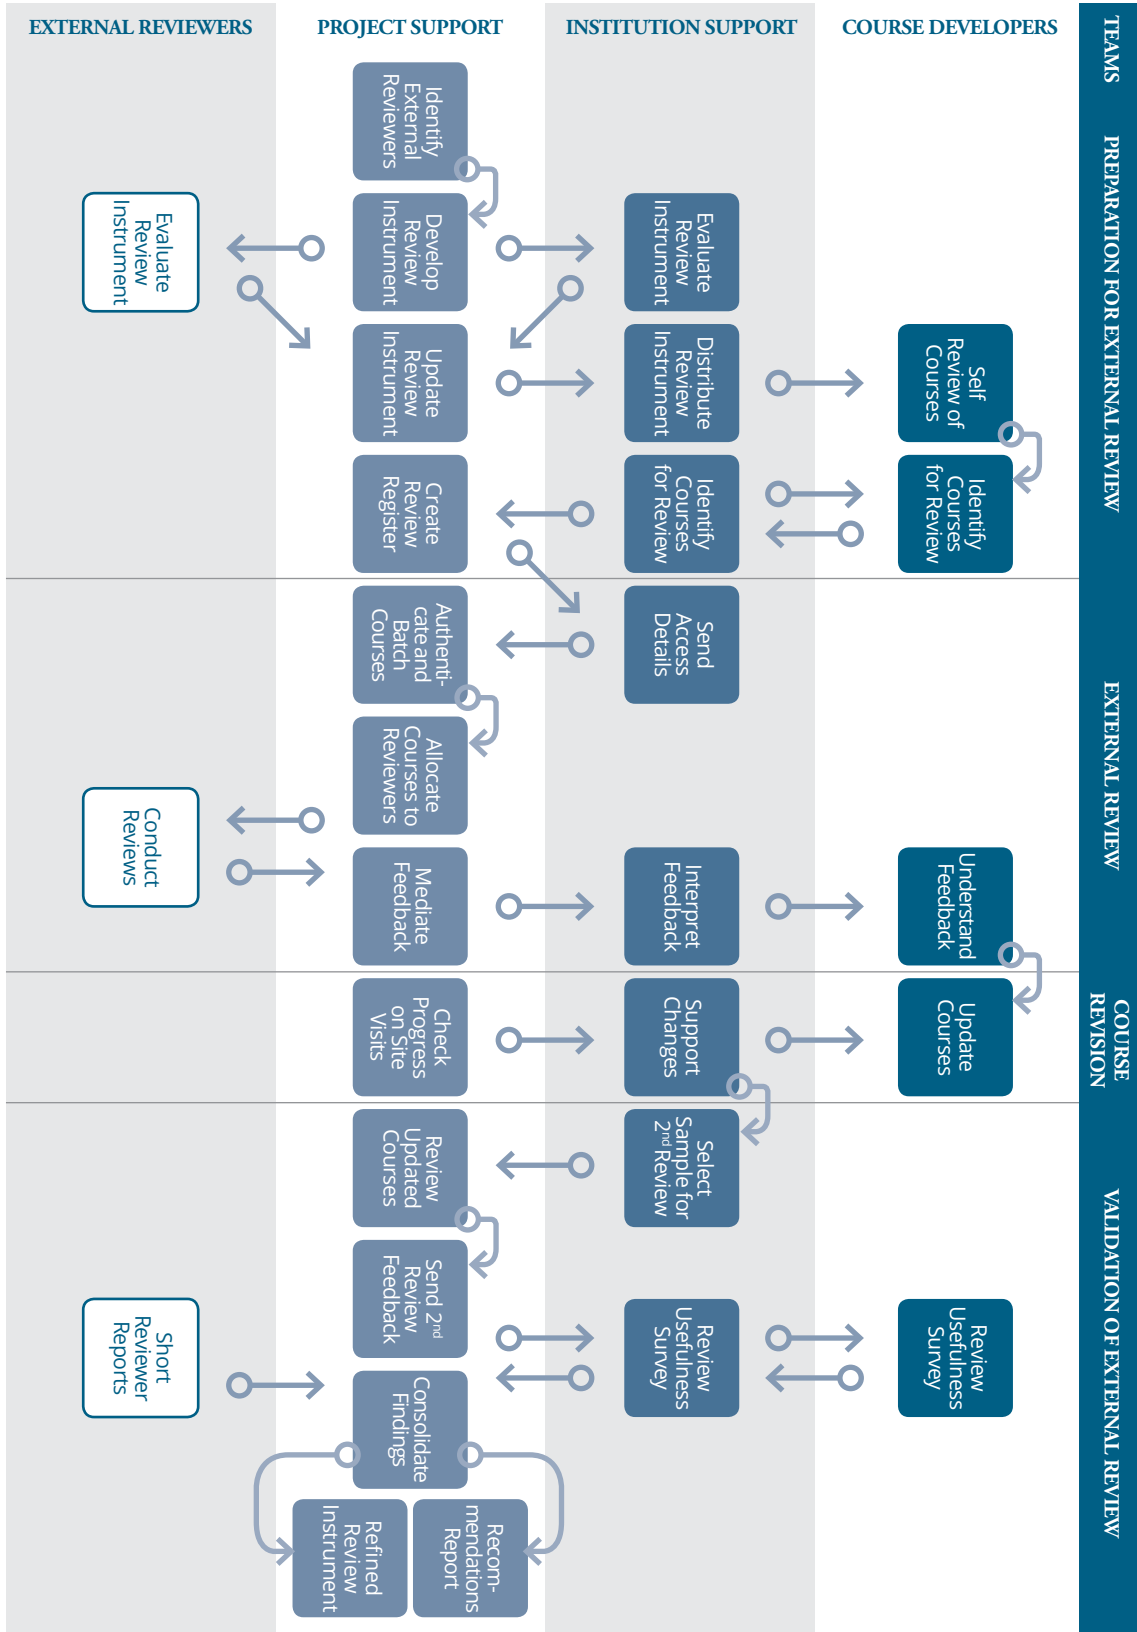 TEAMS
PREPARATION FOR EXTERNAL REVIEW
EXTERNAL REVIEW
COURSE
REVISION
VALIDATION OF EXTERNAL REVIEW
COURSE DEVELOPERS
Self
Review of
Courses
Identify
Courses
for Review
Understand
Feedback
Update
Courses
Review
Usefulness
Survey
INSTITUTION SUPPORT
Evaluate
Review
Instrument
Distribute
Review
Instrument
Identify
Courses
for Review
Send
Access
Details
Interpret
Feedback
Support
Changes
Select
Sample for
2nd Review
Review
Usefulness
Survey
PROJECT SUPPORT
Identify
External
Reviewers
Develop
Review
Instrument
Update
Review
Instrument
Create
Review
Register
Authenti-
cate and
Batch
Courses
Allocate
Courses to
Reviewers
Mediate
Feedback
Check
Progress
on Site
Visits
Review
Updated
Courses
Send 2nd
Review
Feedback
Consolidate
Findings
Recom-
mendations
Report
Refined
Review
Instrument
EXTERNAL REVIEWERS
Evaluate
Review
Instrument
Conduct
Reviews
Short
Reviewer
Reports